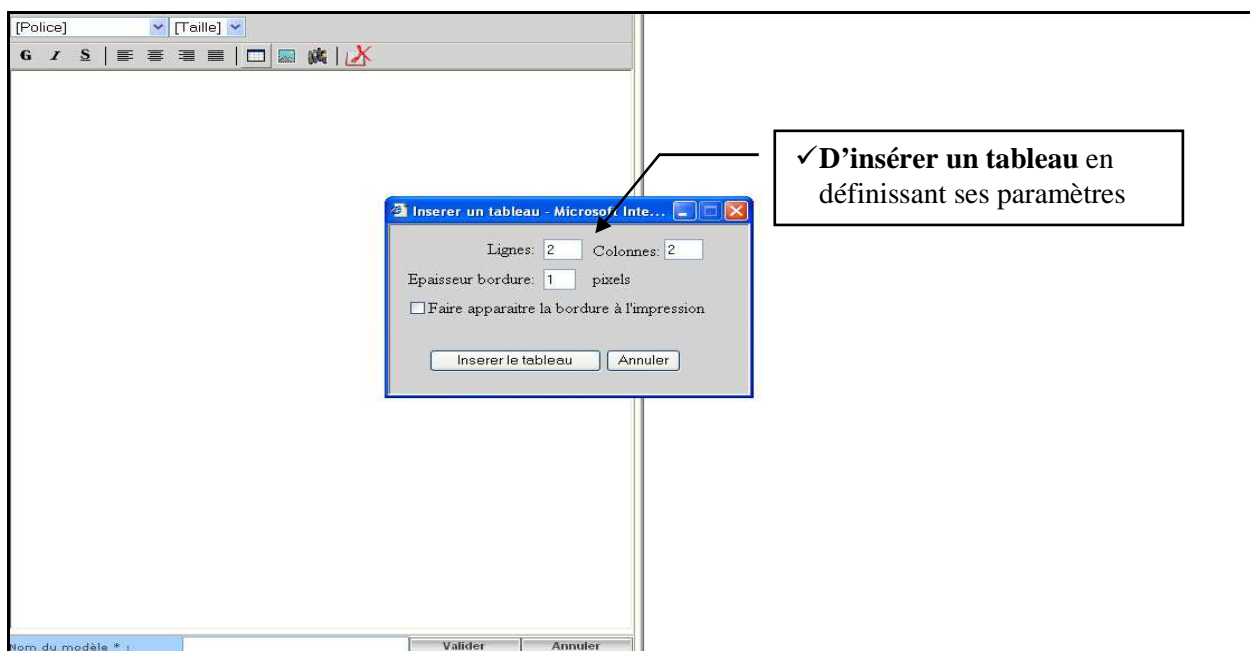 [Police] [Taille]
G I S
✓D’insérer un tableau en
définissant ses paramètres
Inserer un tableau - Microsoft Inte...
Lignes: 2 Colonnes: 2
Epaisseur bordure: 1 pixels
Faire apparaitre la bordure à l'impression
Inserer le tableau Annuler
Nom du modèle * : Valider Annuler